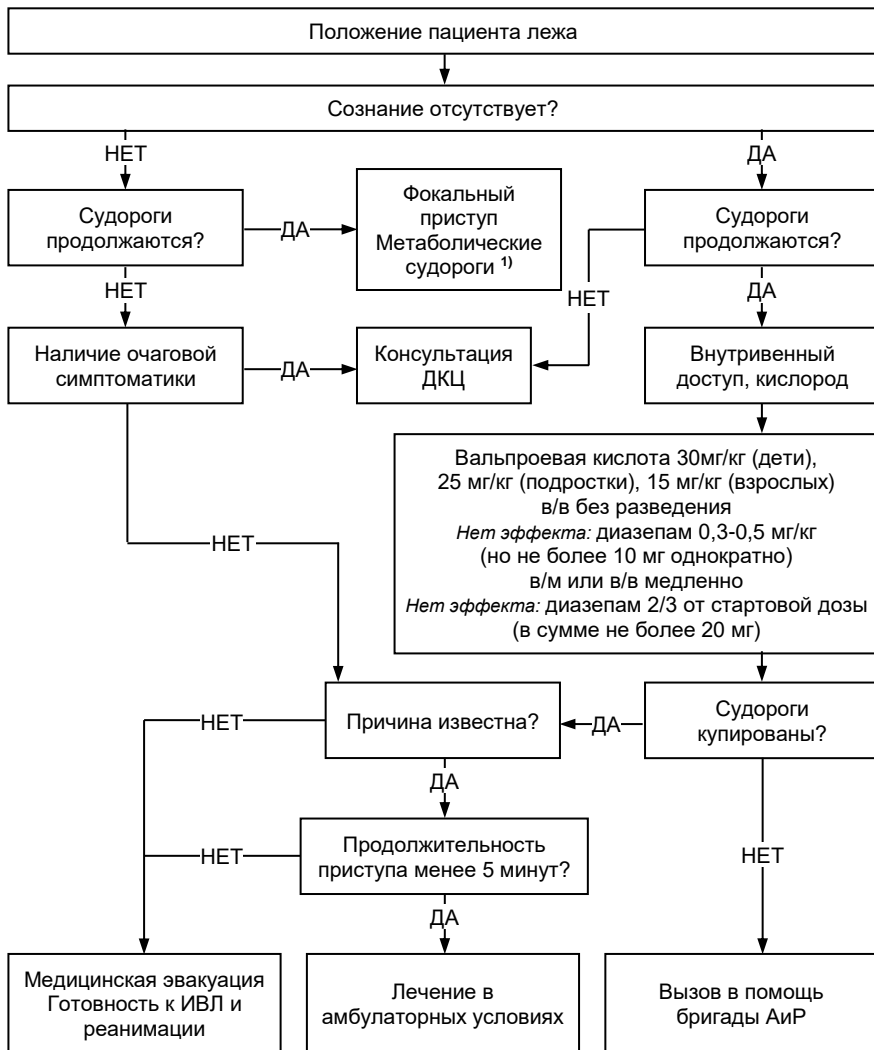 Положение пациента лежа
Сознание отсутствует?
НЕТ
ДА
Судороги
продолжаются?
ДА
Фокальный
приступ
Метаболические
судороги ¹⁾
Судороги
продолжаются?
НЕТ
НЕТ
ДА
Наличие очаговой
симптоматики
ДА
Консультация
ДКЦ
Внутривенный
доступ, кислород
Вальпроевая кислота 30мг/кг (дети),
25 мг/кг (подростки), 15 мг/кг (взрослых)
в/в без разведения
Нет эффекта: диазепам 0,3-0,5 мг/кг
(но не более 10 мг однократно)
в/м или в/в медленно
Нет эффекта: диазепам 2/3 от стартовой дозы
(в сумме не более 20 мг)
НЕТ
НЕТ
Причина известна?
ДА
Судороги
купированы?
ДА
НЕТ
Продолжительность
приступа менее 5 минут?
НЕТ
ДА
Медицинская эвакуация
Готовность к ИВЛ и
реанимации
Лечение в
амбулаторных условиях
Вызов в помощь
бригады АиР